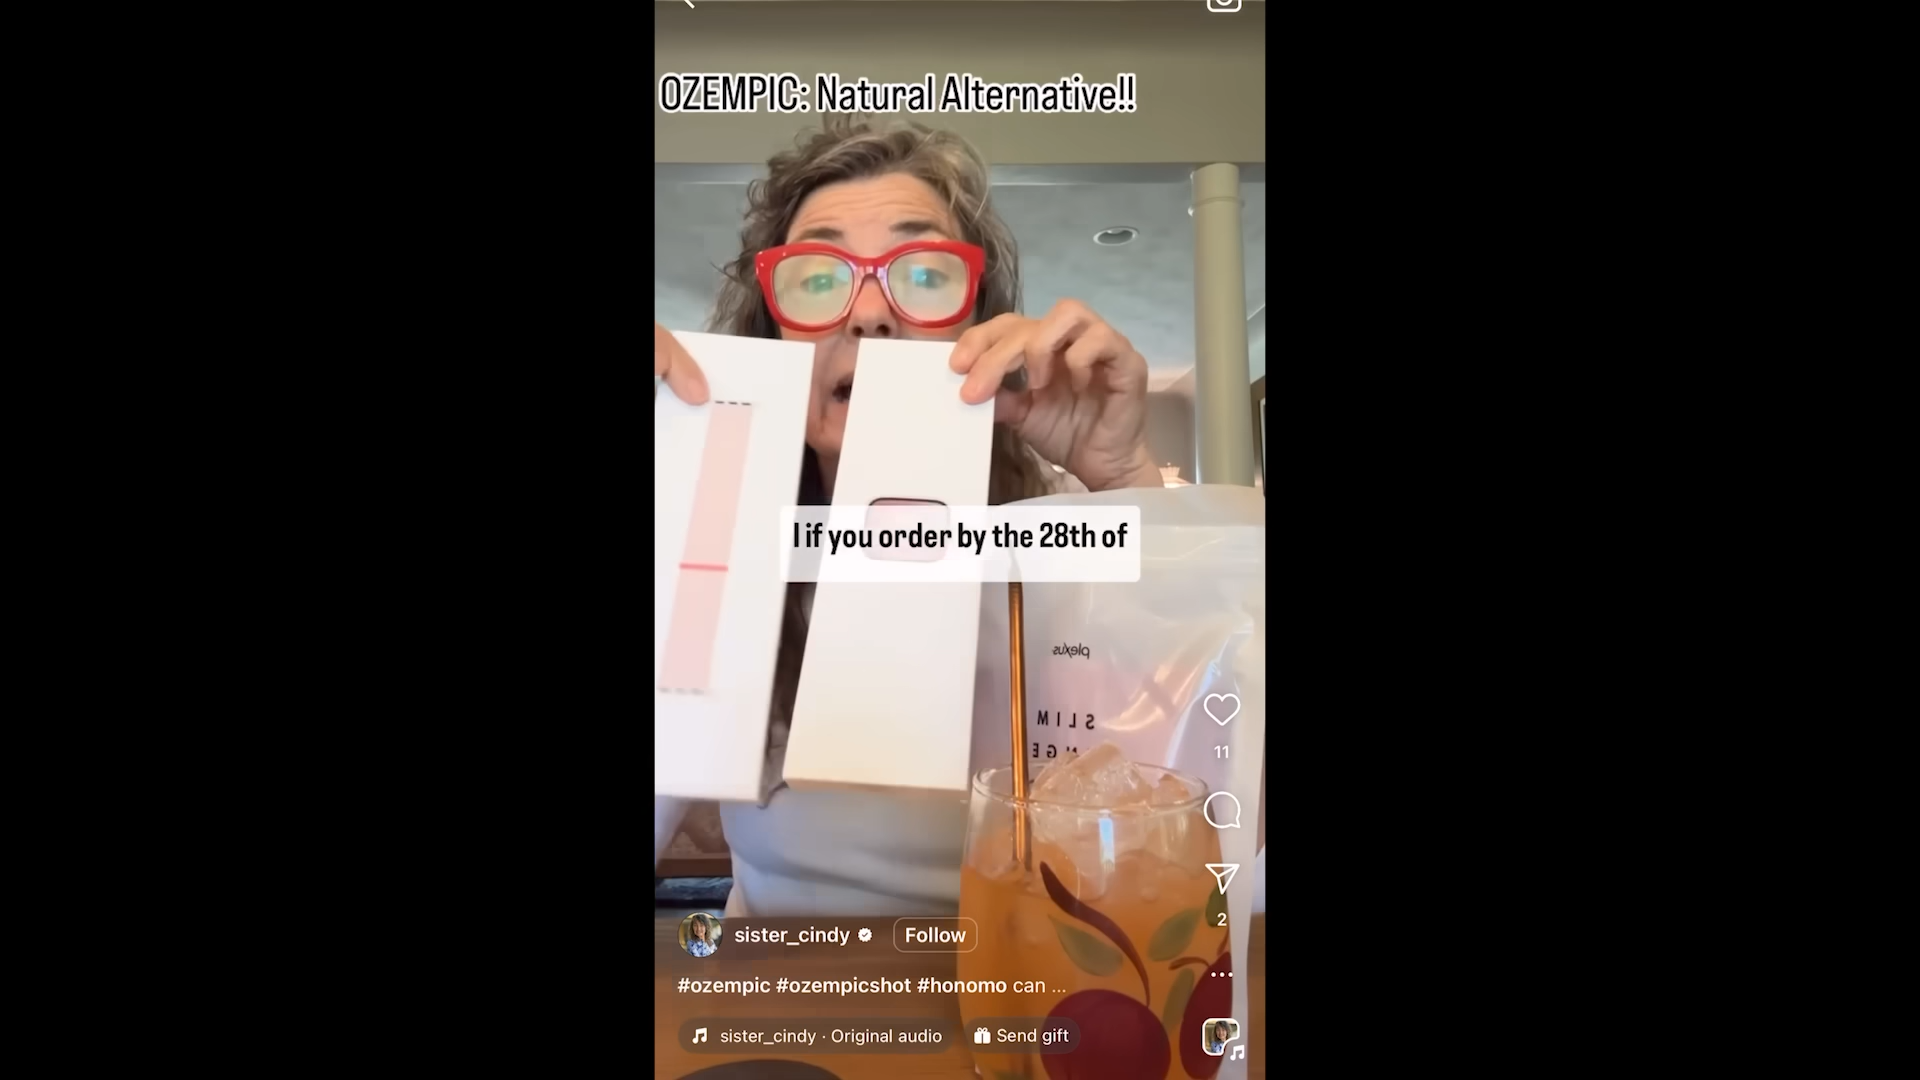 OZEMPIC: Natural Alternative!!
I if you order by the 28th of
plexus
SLIM
11
2
sister_cindy Follow
#ozempic #ozempicshot #honomo can ...
sister_cindy · Original audio Send gift